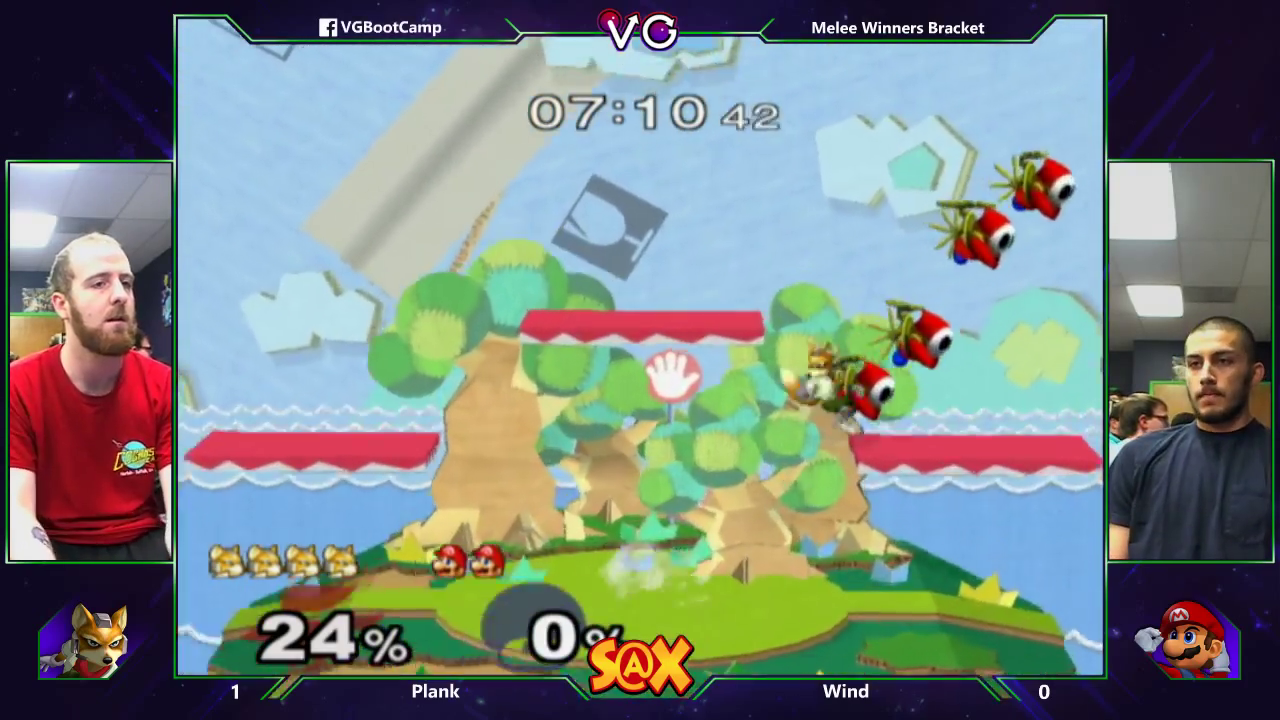 VGBootCamp
VG
Melee Winners Bracket
07:10 42
24%
0%
S@X
1
Plank
Wind
0